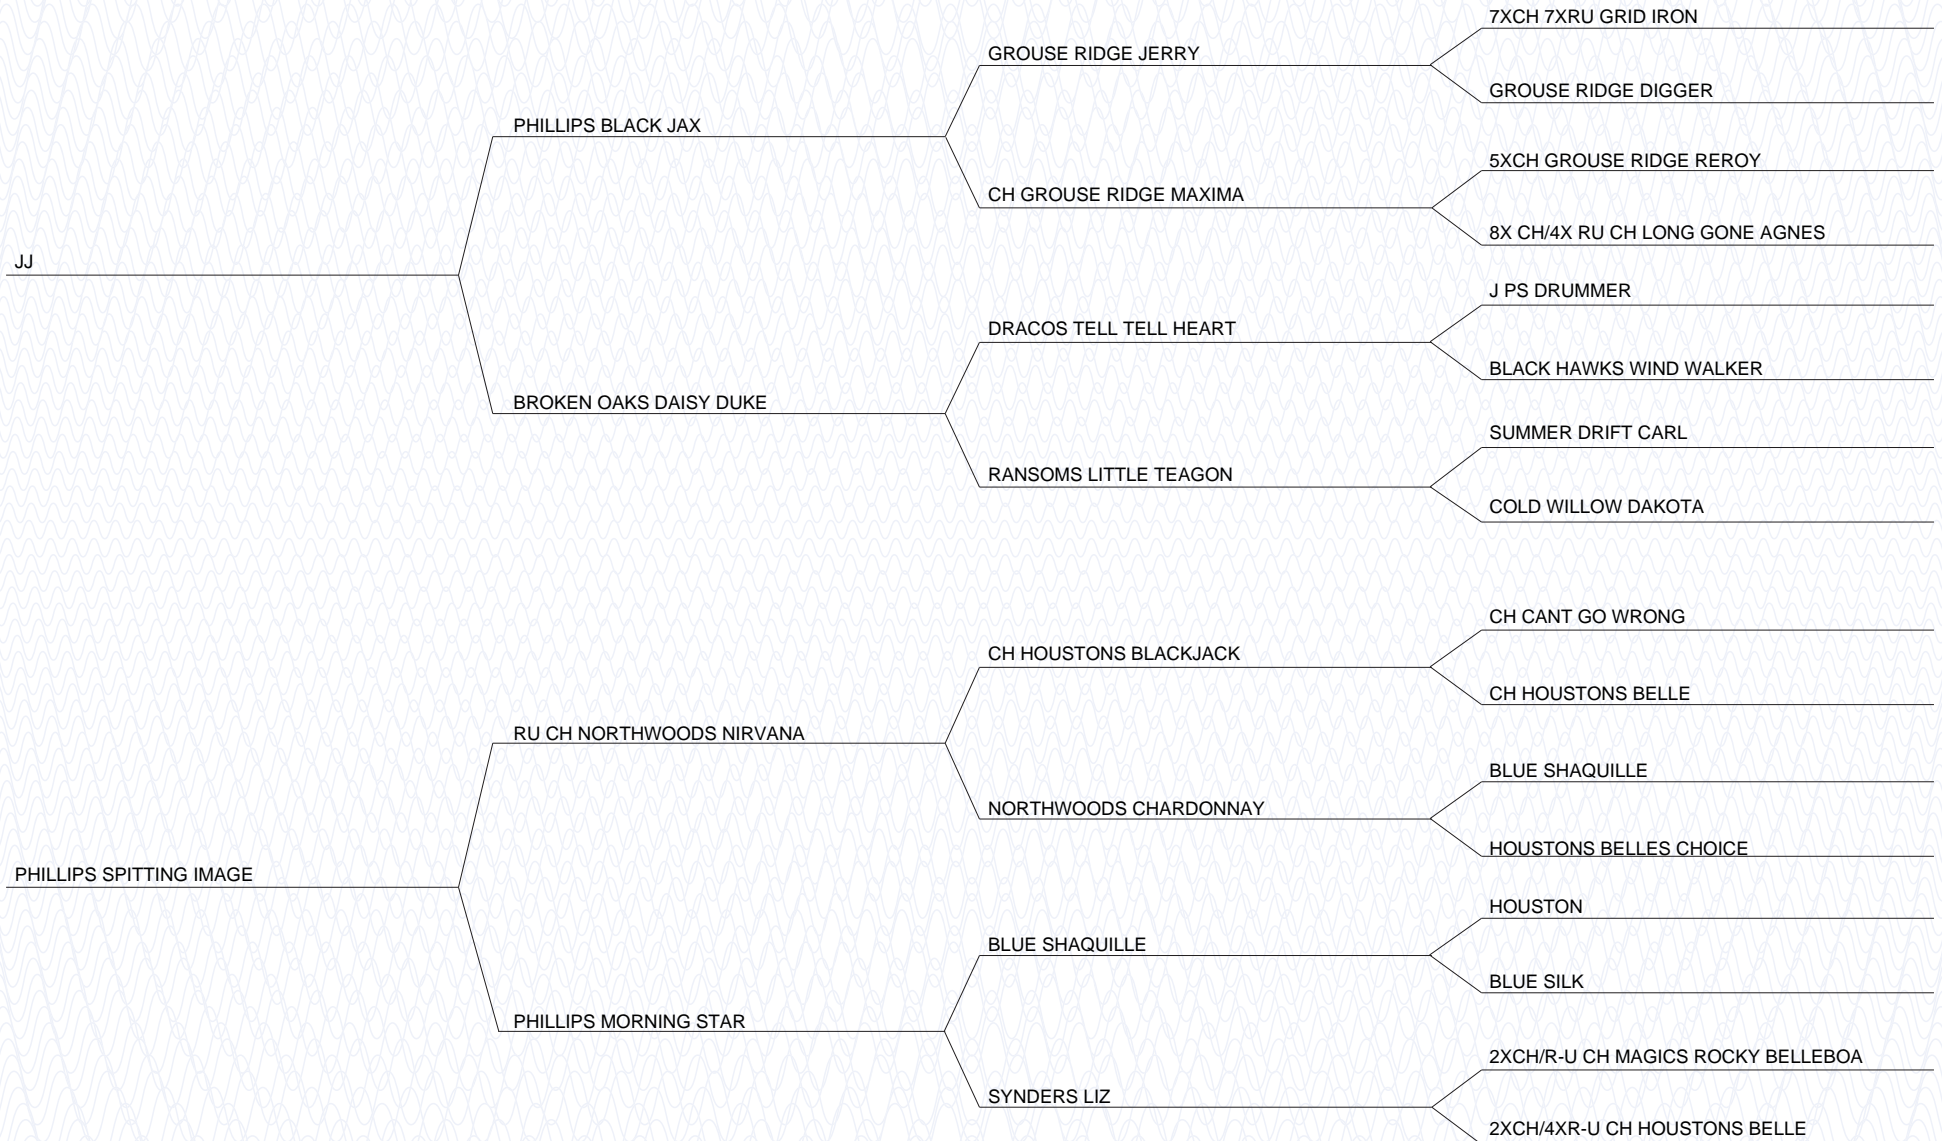 7XCH 7XRU GRID IRON
GROUSE RIDGE JERRY
GROUSE RIDGE DIGGER
PHILLIPS BLACK JAX
5XCH GROUSE RIDGE REROY
CH GROUSE RIDGE MAXIMA
8X CH/4X RU CH LONG GONE AGNES
JJ
J PS DRUMMER
DRACOS TELL TELL HEART
BLACK HAWKS WIND WALKER
BROKEN OAKS DAISY DUKE
SUMMER DRIFT CARL
RANSOMS LITTLE TEAGON
COLD WILLOW DAKOTA
CH CANT GO WRONG
CH HOUSTONS BLACKJACK
CH HOUSTONS BELLE
RU CH NORTHWOODS NIRVANA
BLUE SHAQUILLE
NORTHWOODS CHARDONNAY
HOUSTONS BELLES CHOICE
PHILLIPS SPITTING IMAGE
HOUSTON
BLUE SHAQUILLE
BLUE SILK
PHILLIPS MORNING STAR
2XCH/R-U CH MAGICS ROCKY BELLEBOA
SYNDERS LIZ
2XCH/4XR-U CH HOUSTONS BELLE